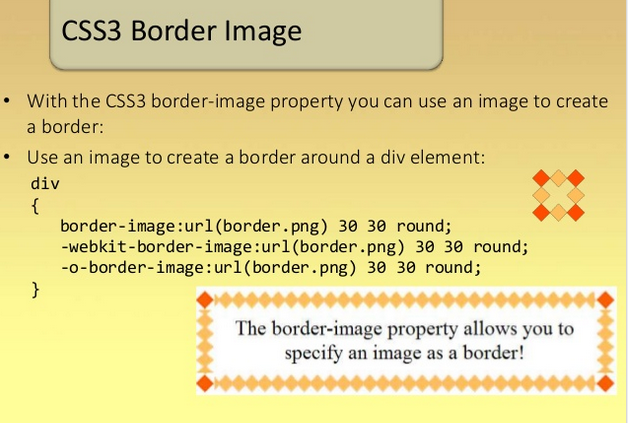 CSS3 Border Image
• With the CSS3 border-image property you can use an image to create
a border:
• Use an image to create a border around a div element:
div
{
border-image:url(border.png) 30 30 round;
-webkit-border-image:url(border.png) 30 30 round;
-o-border-image:url(border.png) 30 30 round;
}
The border-image property allows you to
specify an image as a border!